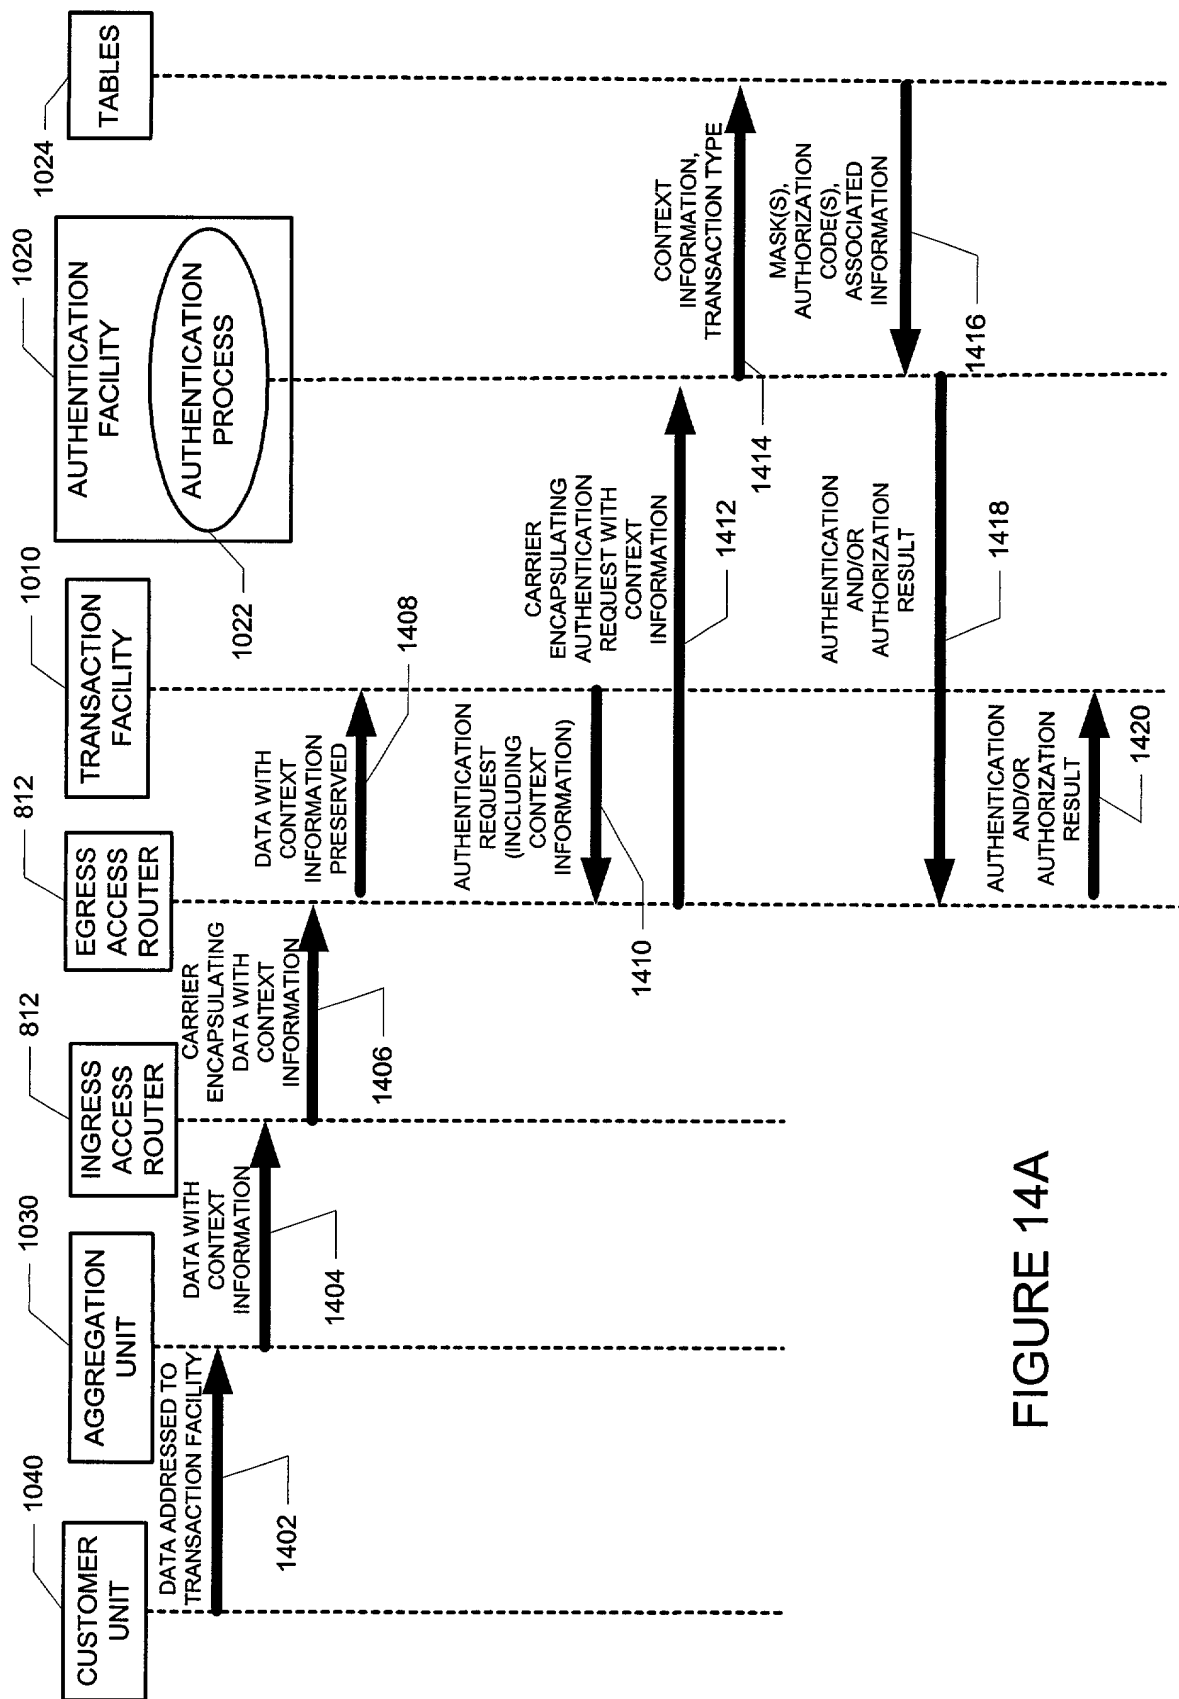 1040
CUSTOMER
UNIT
1030
AGGREGATION
UNIT
812
INGRESS
ACCESS
ROUTER
812
EGRESS
ACCESS
ROUTER
1010
TRANSACTION
FACILITY
1020
AUTHENTICATION
FACILITY
AUTHENTICATION
PROCESS
1022
1024
TABLES
DATA ADDRESSED TO
TRANSACTION FACILITY
1402
DATA WITH
CONTEXT
INFORMATION
1404
CARRIER
ENCAPSULATING
DATA WITH
CONTEXT
INFORMATION
1406
DATA WITH
CONTEXT
INFORMATION
PRESERVED
1408
AUTHENTICATION
REQUEST
(INCLUDING
CONTEXT
INFORMATION)
1410
CARRIER
ENCAPSULATING
AUTHENTICATION
REQUEST WITH
CONTEXT
INFORMATION
1412
CONTEXT
INFORMATION,
TRANSACTION TYPE
1414
MASK(S),
AUTHORIZATION
CODE(S),
ASSOCIATED
INFORMATION
1416
AUTHENTICATION
AND/OR
AUTHORIZATION
RESULT
1418
AUTHENTICATION
AND/OR
AUTHORIZATION
RESULT
1420
FIGURE 14A